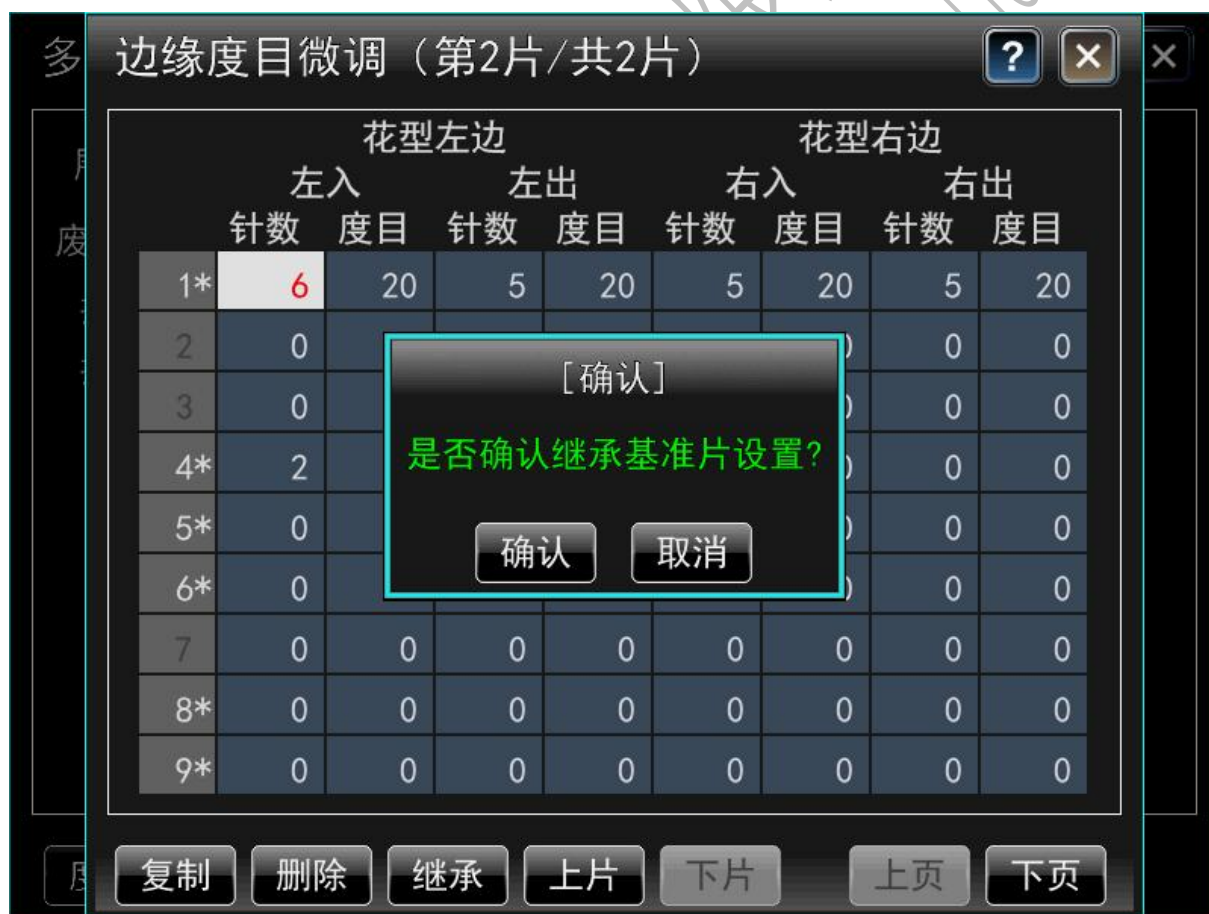 多 边缘度目微调（第2片/共2片） ? × ×
花型左边 花型右边
左入 左出 右入 右出
废 针数 度目 针数 度目 针数 度目 针数 度目
1* 6 20 5 20 5 20 5 20
2 0 0 0
[确认]
3 0 0 0
是否确认继承基准片设置?
4* 2 0 0
5* 0 0 0
确认 取消
6* 0 0 0
7 0 0 0 0 0 0 0 0
8* 0 0 0 0 0 0 0 0
9* 0 0 0 0 0 0 0 0
复制 删除 继承 上片 下片 上页 下页